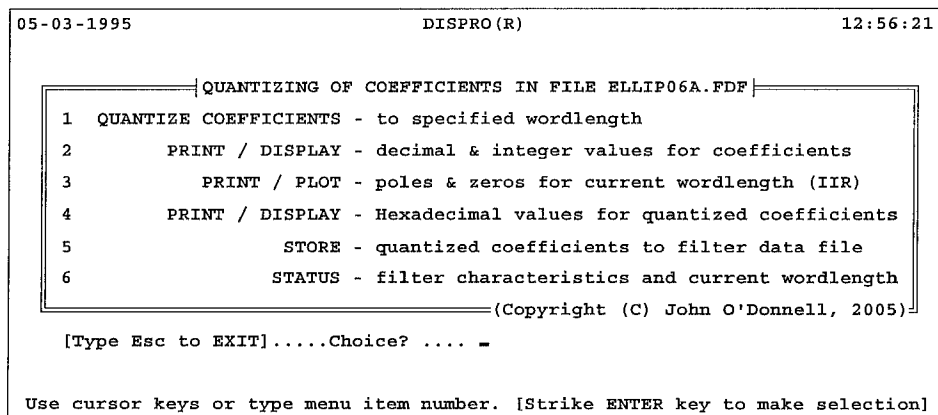 05-03-1995 DISPRO(R) 12:56:21
QUANTIZING OF COEFFICIENTS IN FILE ELLIP06A.FDF
1 QUANTIZE COEFFICIENTS - to specified wordlength
2 PRINT / DISPLAY - decimal & integer values for coefficients
3 PRINT / PLOT - poles & zeros for current wordlength (IIR)
4 PRINT / DISPLAY - Hexadecimal values for quantized coefficients
5 STORE - quantized coefficients to filter data file
6 STATUS - filter characteristics and current wordlength
(Copyright (C) John O'Donnell, 2005)
[Type Esc to EXIT].....Choice? ....
Use cursor keys or type menu item number. [Strike ENTER key to make selection]